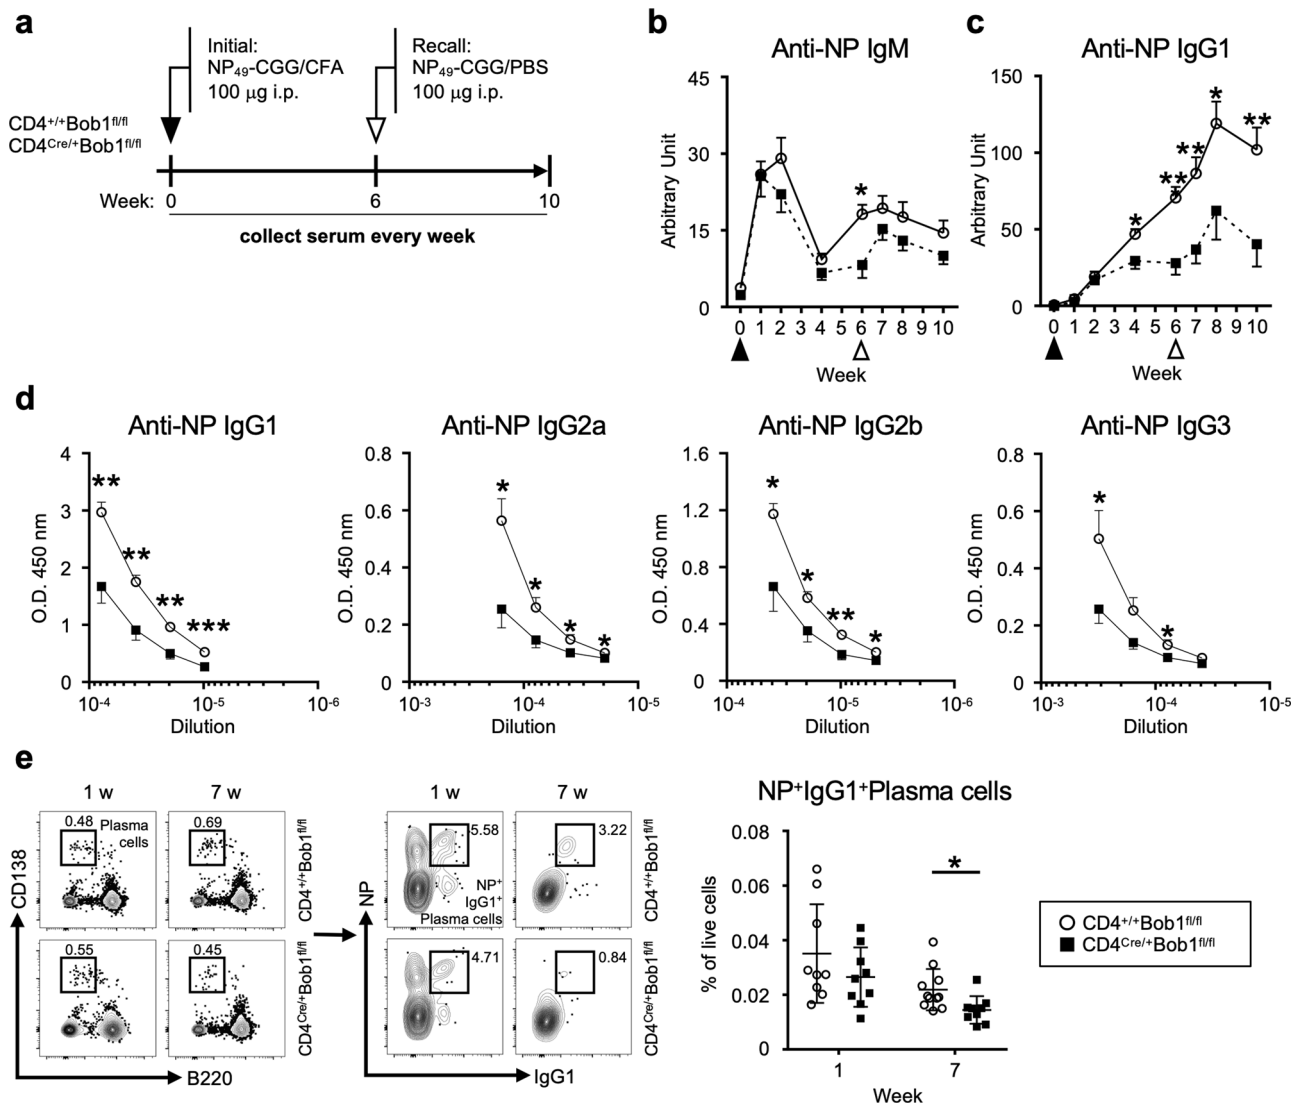 a
Initial:
NP49-CGG/CFA
100 μg i.p.
Recall:
NP49-CGG/PBS
100 μg i.p.
CD4+/+Bob1fl/fl
CD4Cre/+Bob1fl/fl
Week:
0
6
10
collect serum every week
b
Anti-NP IgM
Arbitrary Unit
45
30
15
0
*
0 1 2 3 4 5 6 7 8 10
Week
c
Anti-NP IgG1
Arbitrary Unit
150
100
50
0
* ** ** * **
0 1 2 4 5 6 7 8 9 10
Week
d
Anti-NP IgG1
O.D. 450 nm
4
3
2
1
0
** ** ** ***
10-4 10-5 10-6
Dilution
Anti-NP IgG2a
O.D. 450 nm
0.8
0.6
0.4
0.2
0
* * * *
10-3 10-4 10-5
Dilution
Anti-NP IgG2b
O.D. 450 nm
1.6
1.2
0.8
0.4
0
* * ** *
10-4 10-5 10-6
Dilution
Anti-NP IgG3
O.D. 450 nm
0.8
0.6
0.4
0.2
0
* *
10-3 10-4 10-5
Dilution
e
1 w
7 w
0.48
Plasma
cells
0.69
CD4+/+Bob1fl/fl
0.55
0.45
CD4Cre/+Bob1fl/fl
CD138
B220
1 w
7 w
5.58
NP+
IgG1+
Plasma cells
3.22
CD4+/+Bob1fl/fl
4.71
0.84
CD4Cre/+Bob1fl/fl
NP
IgG1
NP+IgG1+Plasma cells
% of live cells
0.08
0.06
0.04
0.02
0
*
1
7
Week
CD4+/+Bob1fl/fl
CD4Cre/+Bob1fl/fl